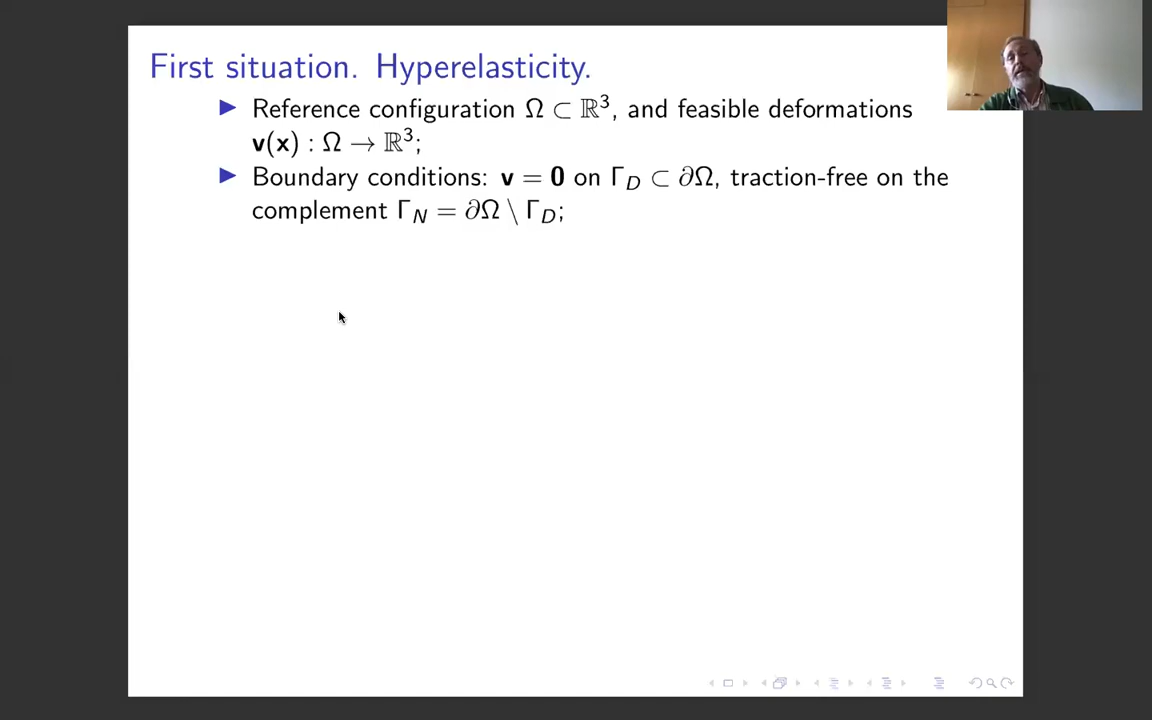 First situation. Hyperelasticity.
▶ Reference configuration Ω ⊂ ℝ³, and feasible deformations
v(x) : Ω → ℝ³;
▶ Boundary conditions: v = 0 on Γ_D ⊂ ∂Ω, traction-free on the
complement Γ_N = ∂Ω \ Γ_D;